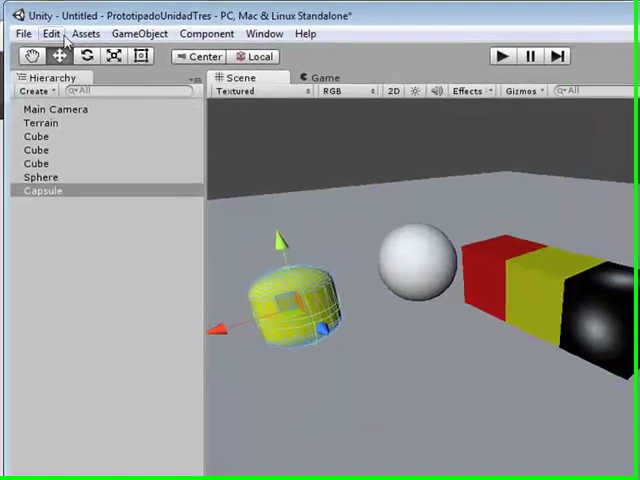 Unity - Untitled - PrototipadoUnidadTres - PC, Mac & Linux Standalone*
File Edit Assets GameObject Component Window Help
Center Local
Hierarchy Scene Game
Create All Textured RGB 2D Effects Gizmos All
Main Camera
Terrain
Cube
Cube
Cube
Sphere
Capsule